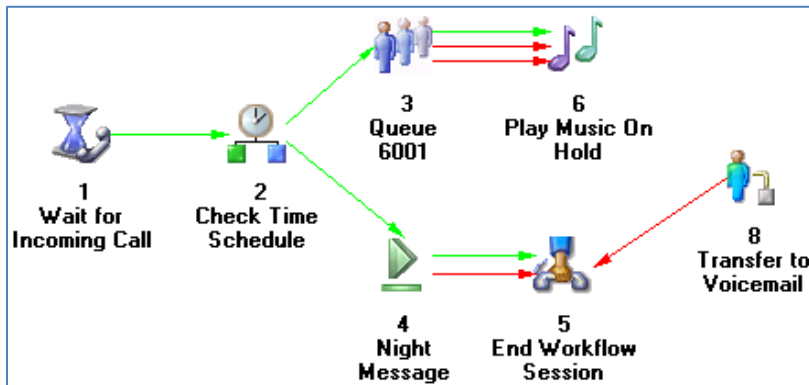 1
Wait for
Incoming Call
2
Check Time
Schedule
3
Queue
6001
6
Play Music On
Hold
4
Night
Message
5
End Workflow
Session
8
Transfer to
Voicemail